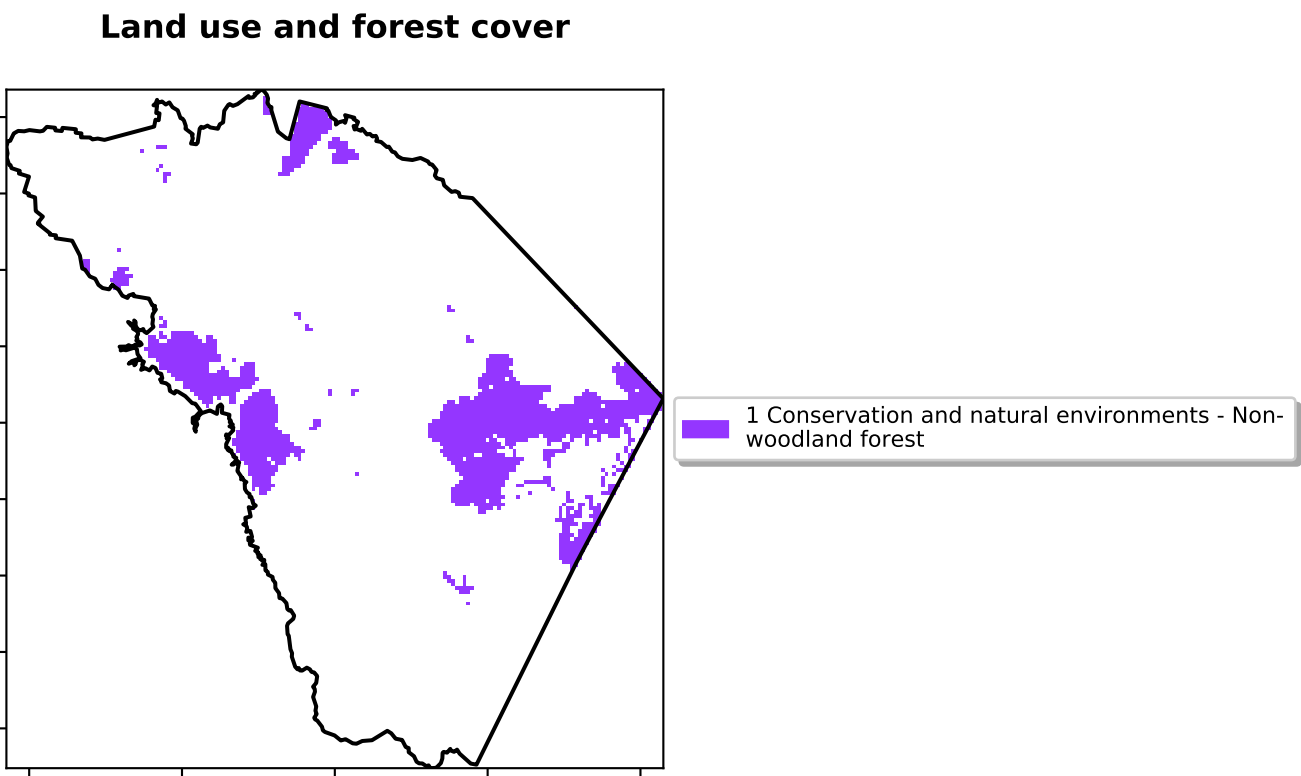 Land use and forest cover
1 Conservation and natural environments - Non-
woodland forest